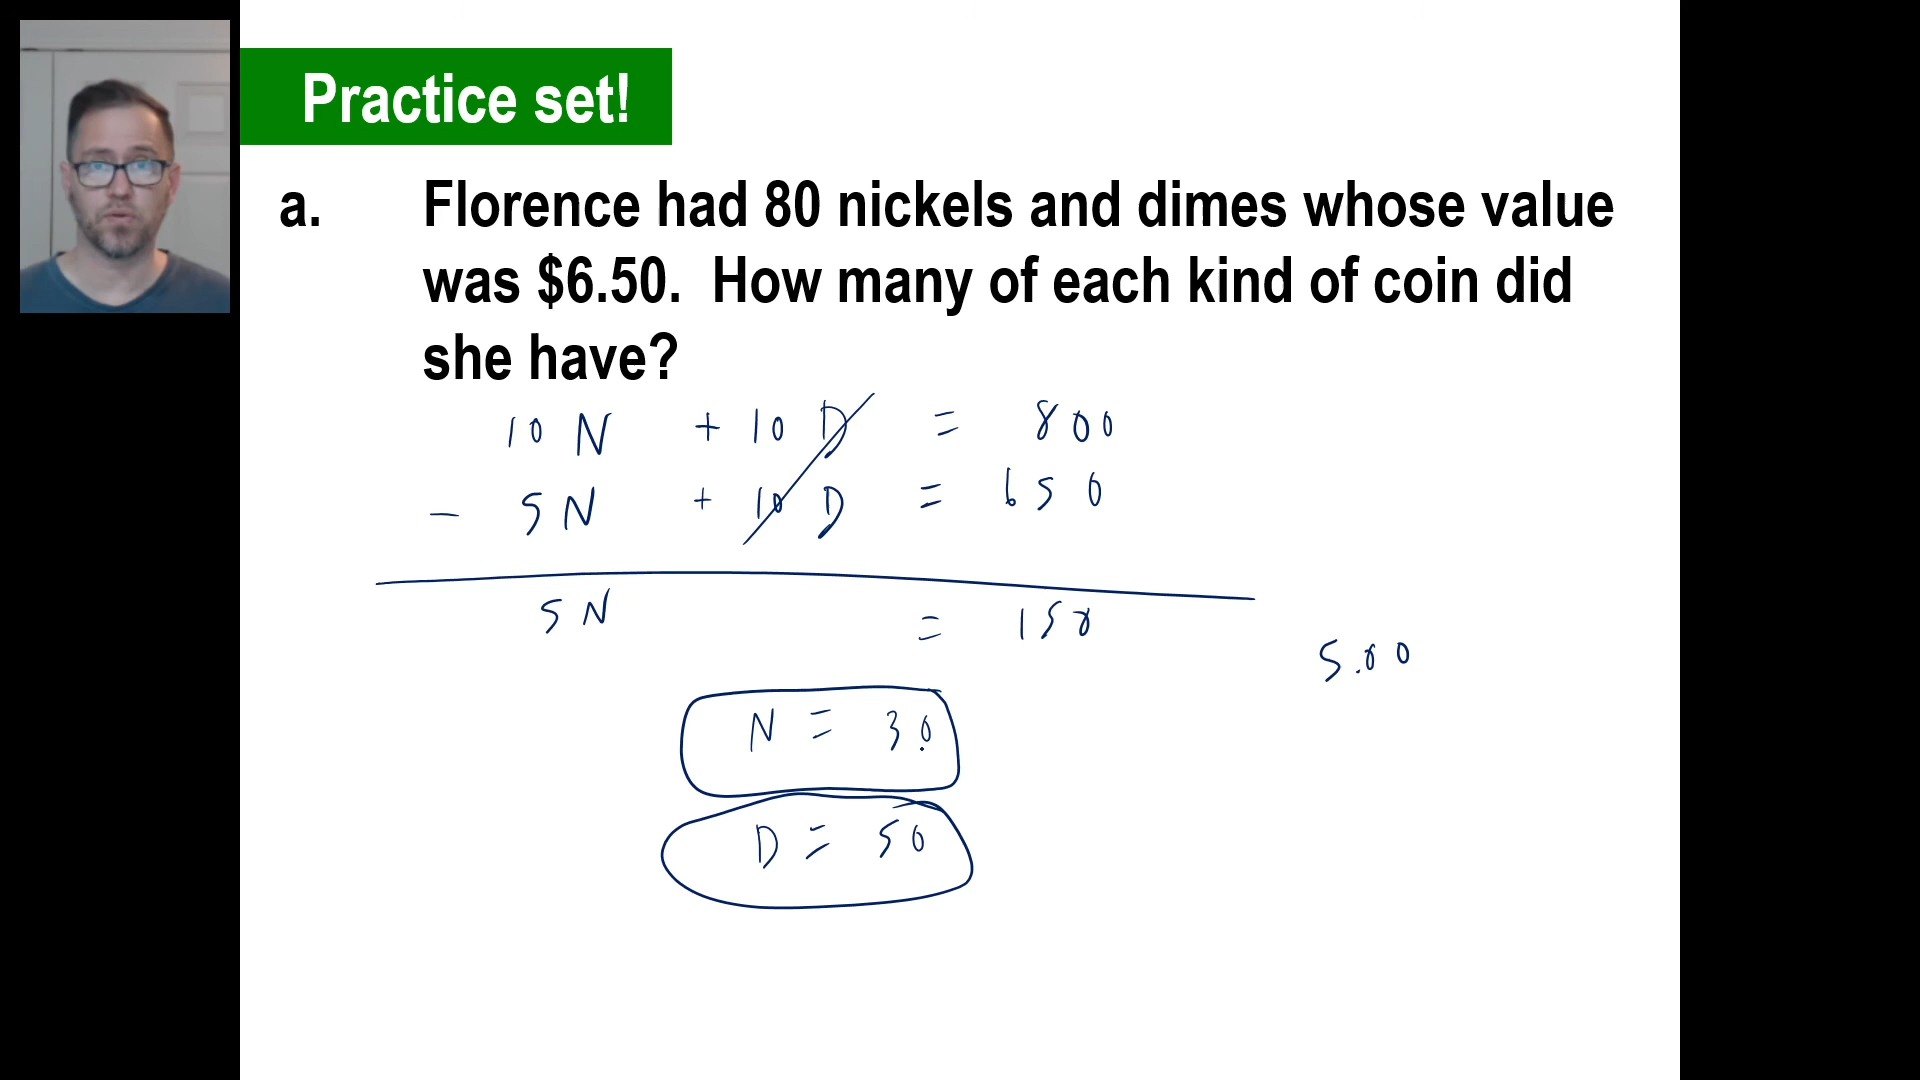 Practice set!
a. Florence had 80 nickels and dimes whose value
was $6.50. How many of each kind of coin did
she have?
10 N + 10 D = 800
- 5 N + 10 D = 650
5 N = 150
5.00
N = 30
D = 50